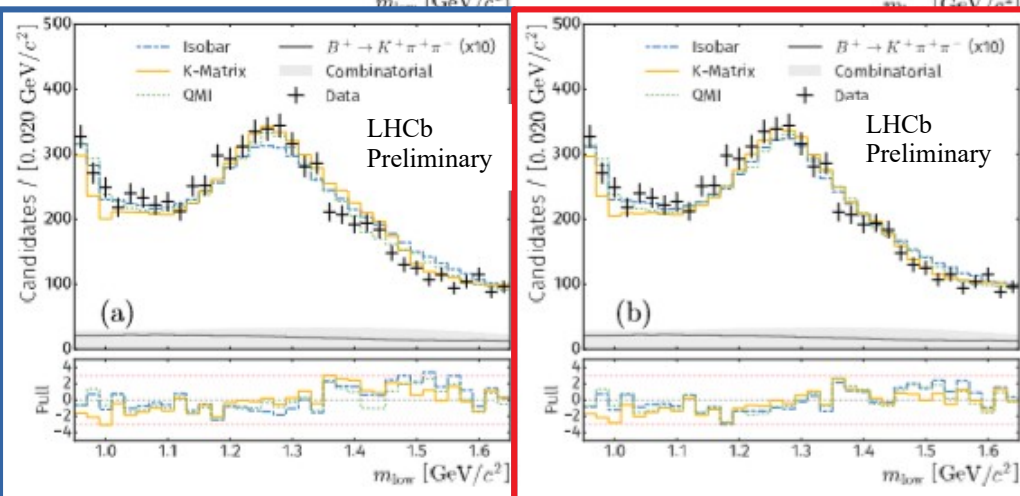 m_low [GeV/c²]
500
400
300
200
100
0
Candidates / [0.020 GeV/c²]
Isobar
K-Matrix
QMI
B⁺ → K⁺π⁺π⁻ (x10)
Combinatorial
Data
LHCb
Preliminary
(a)
4
2
0
−2
−4
Pull
1.0 1.1 1.2 1.3 1.4 1.5 1.6
m_low [GeV/c²]
500
400
300
200
100
0
Candidates / [0.020 GeV/c²]
Isobar
K-Matrix
QMI
B⁺ → K⁺π⁺π⁻ (x10)
Combinatorial
Data
LHCb
Preliminary
(b)
4
2
0
−2
−4
Pull
1.0 1.1 1.2 1.3 1.4 1.5 1.6
m_low [GeV/c²]